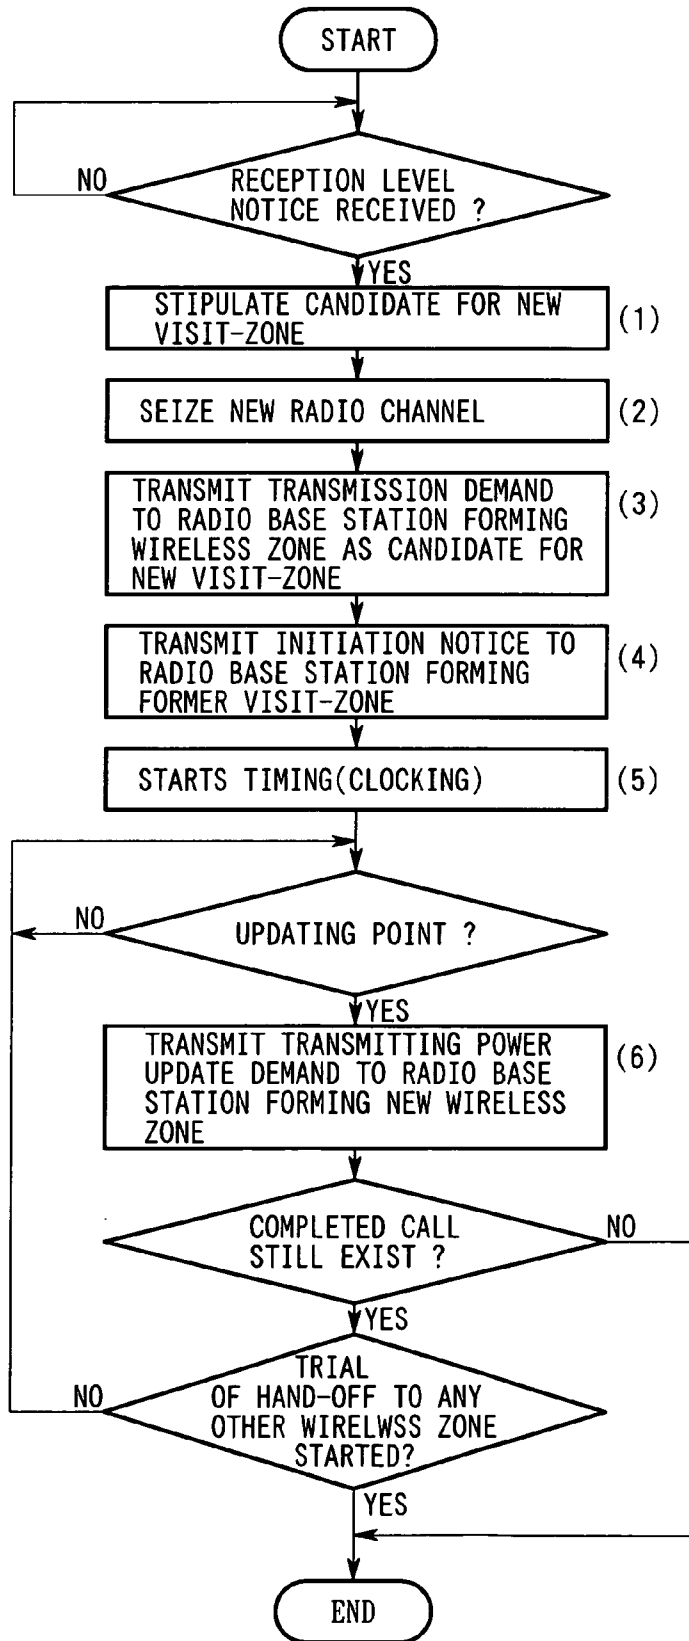 START
RECEPTION LEVEL
NOTICE RECEIVED ?
NO
YES
STIPULATE CANDIDATE FOR NEW
VISIT-ZONE
(1)
SEIZE NEW RADIO CHANNEL
(2)
TRANSMIT TRANSMISSION DEMAND
TO RADIO BASE STATION FORMING
WIRELESS ZONE AS CANDIDATE FOR
NEW VISIT-ZONE
(3)
TRANSMIT INITIATION NOTICE TO
RADIO BASE STATION FORMING
FORMER VISIT-ZONE
(4)
STARTS TIMING(CLOCKING)
(5)
NO
UPDATING POINT ?
YES
TRANSMIT TRANSMITTING POWER
UPDATE DEMAND TO RADIO BASE
STATION FORMING NEW WIRELESS
ZONE
(6)
COMPLETED CALL
STILL EXIST ?
NO
YES
TRIAL
OF HAND-OFF TO ANY
OTHER WIRELWSS ZONE
STARTED?
NO
YES
END